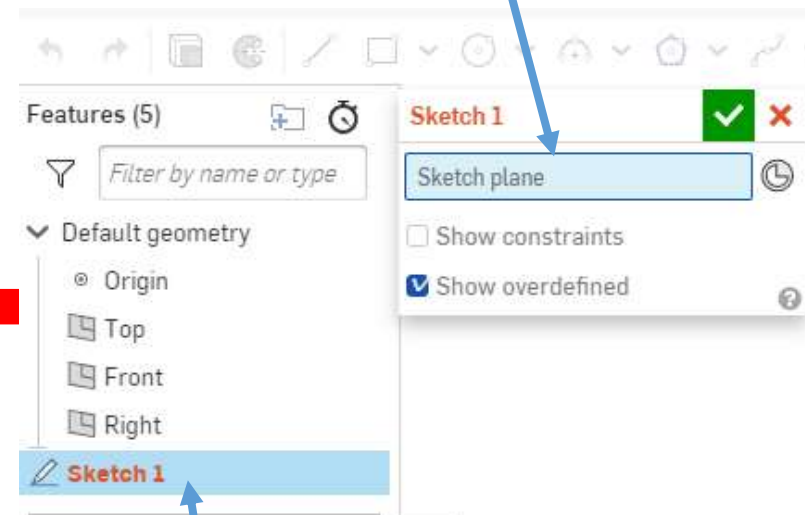 Features (5)
Filter by name or type
Default geometry
Origin
Top
Front
Right
Sketch 1
Sketch 1
Sketch plane
Show constraints
Show overdefined